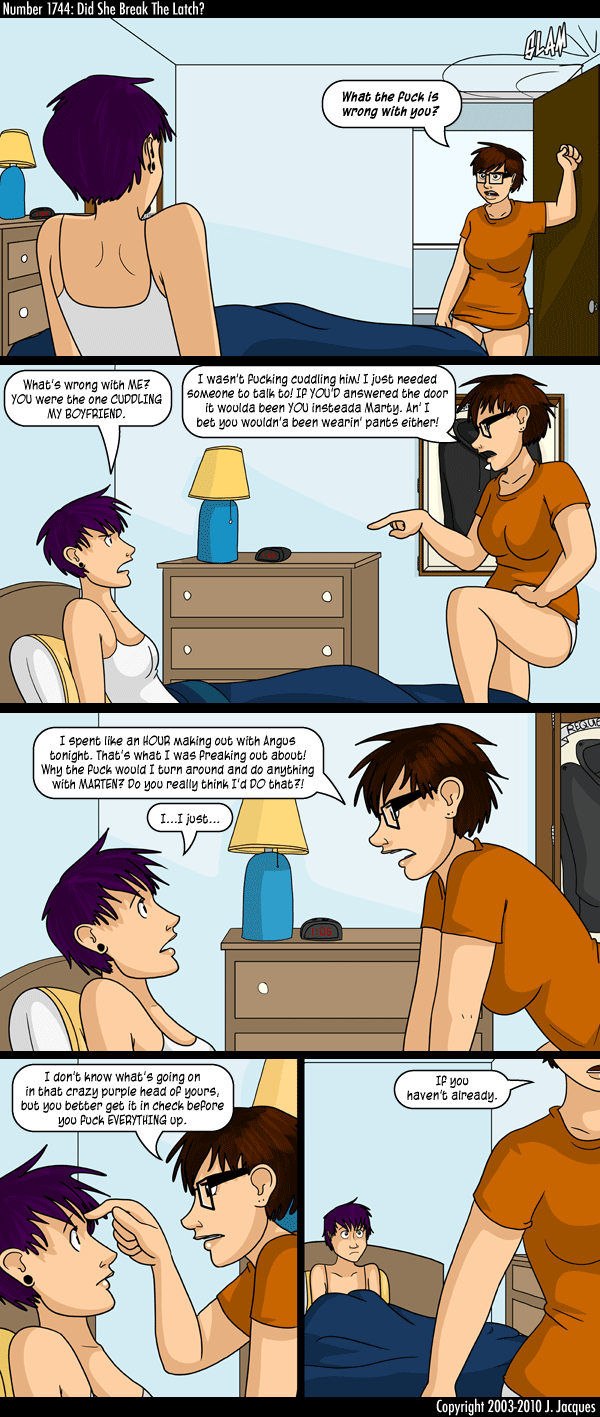 Number 1744: Did She Break The Latch?
SLAM
What the fuck is
wrong with you?
What's wrong with ME?
YOU were the one CUDDLING
MY BOYFRIEND.
I wasn't fucking cuddling him! I just needed
someone to talk to! IF YOU'D answered the door
it woulda been YOU insteada Marty. An' I
bet you wouldn'a been wearin' pants either!
I spent like an HOUR making out with Angus
tonight. That's what I was freaking out about!
Why the fuck would I turn around and do anything
with MARTEN? Do you really think I'd DO that?!
I...I just...
REQUE
1:05
I don't know what's going on
in that crazy purple head of yours,
but you better get it in check before
you fuck EVERYTHING up.
If you
haven't already.
Copyright 2003-2010 J. Jacques